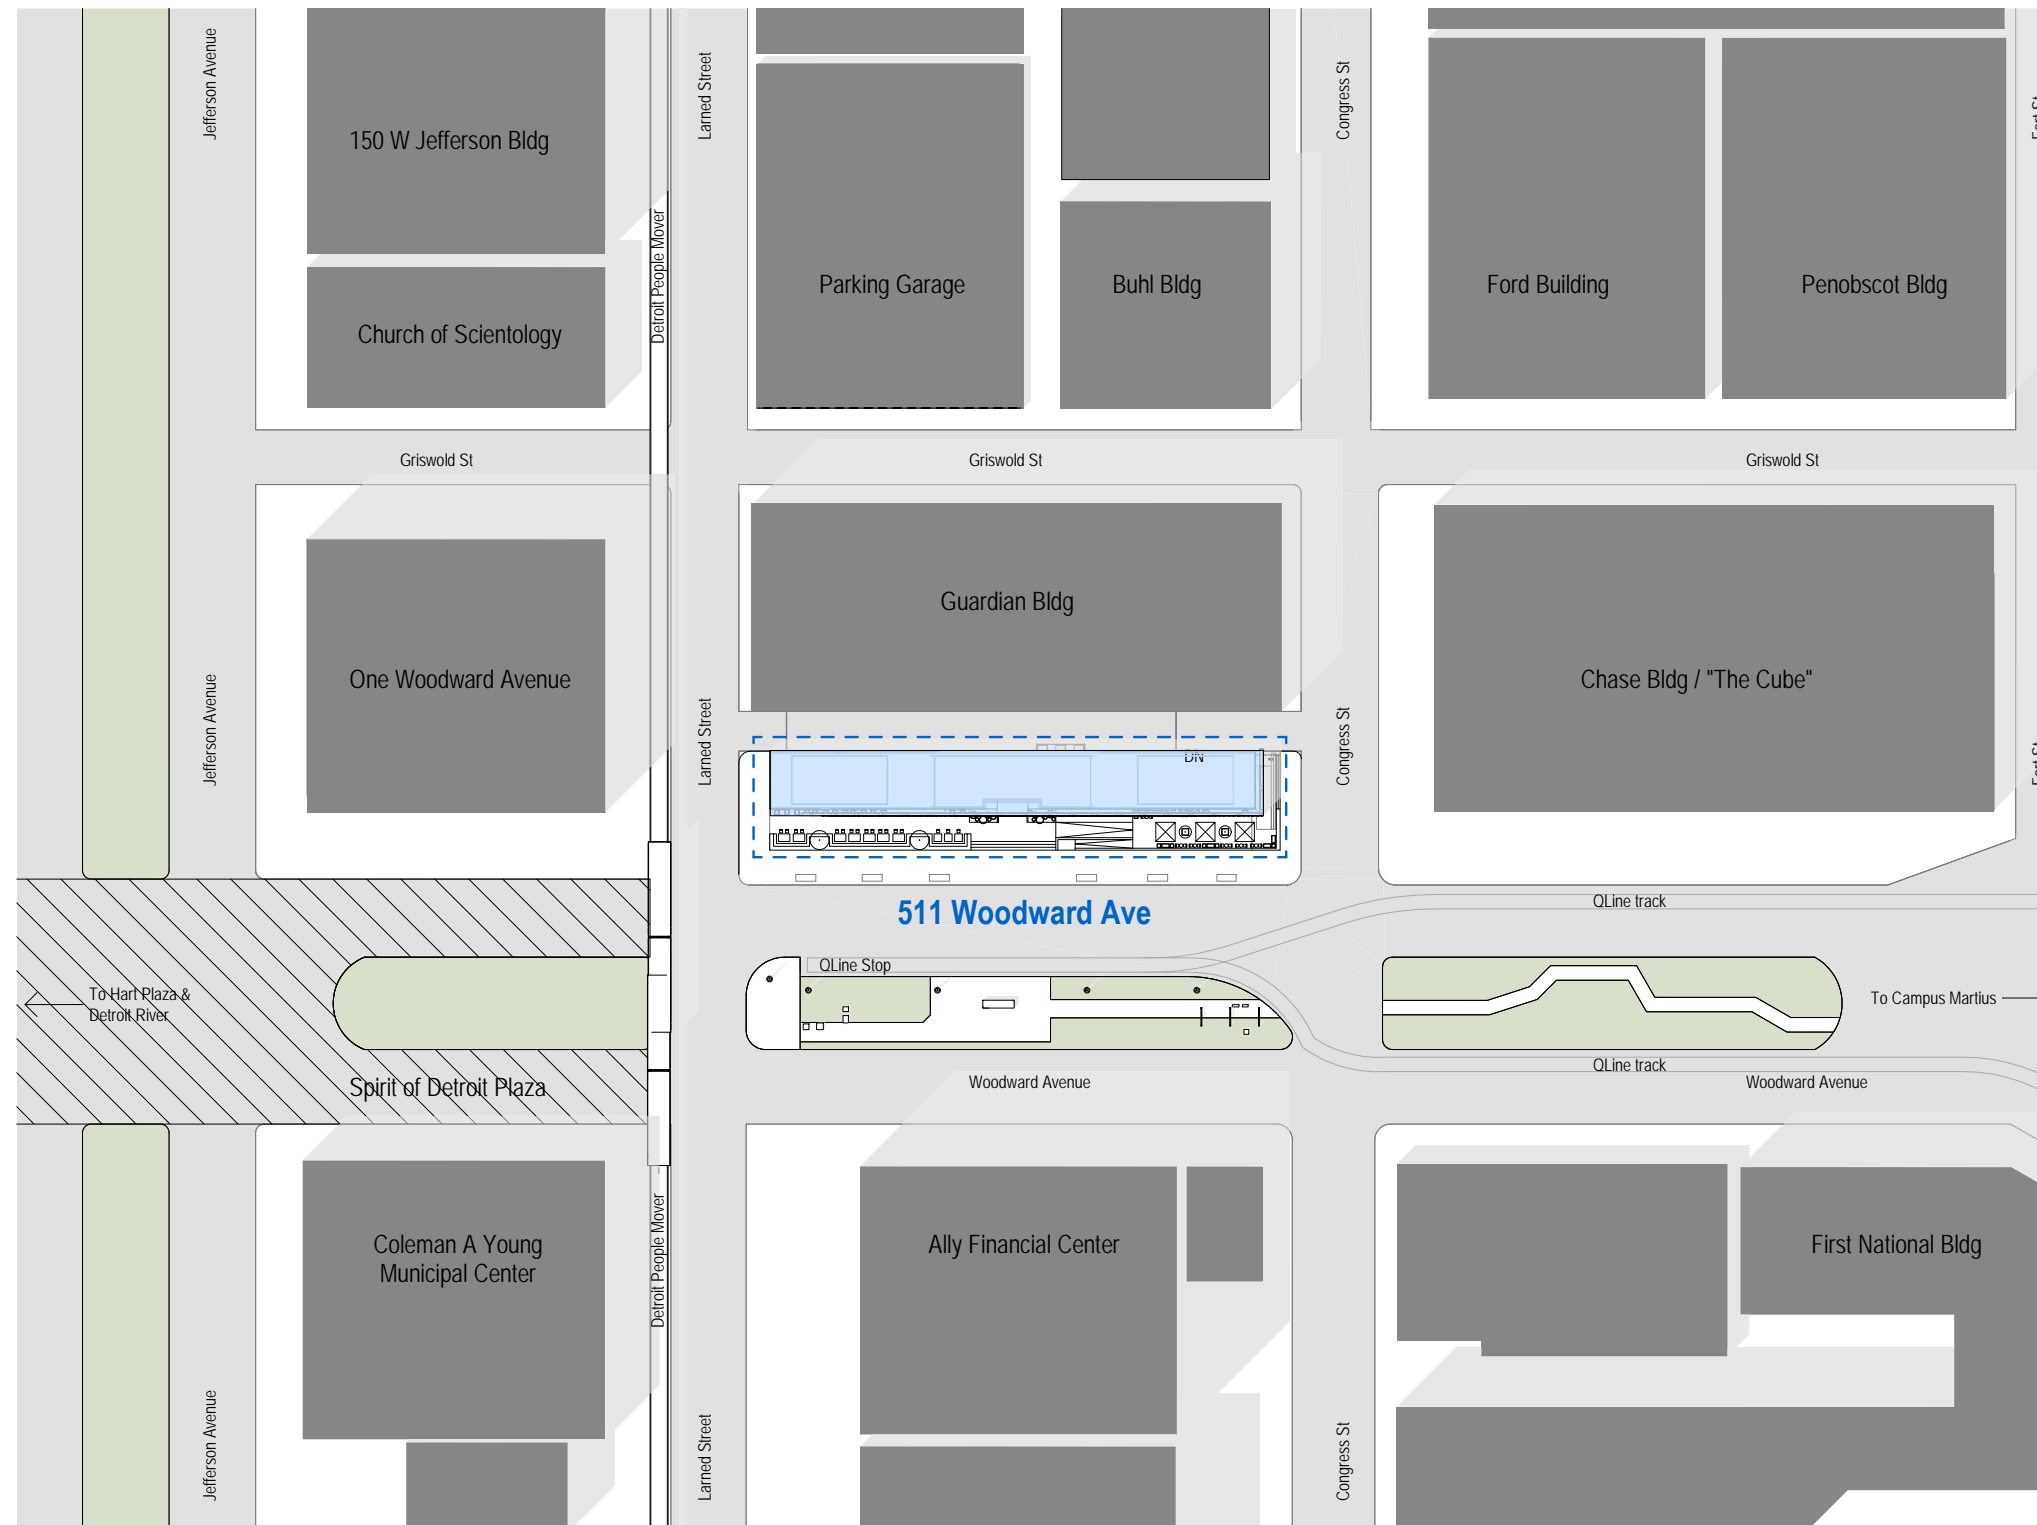 Jefferson Avenue
Larned Street
Congress St
Fort St
150 W Jefferson Bldg
Detroit People Mover
Parking Garage
Buhl Bldg
Ford Building
Penobscot Bldg
Church of Scientology
Griswold St
Griswold St
Griswold St
Guardian Bldg
One Woodward Avenue
Chase Bldg / "The Cube"
Jefferson Avenue
Larned Street
Congress St
Fort St
DN
511 Woodward Ave
QLine track
QLine Stop
To Hart Plaza &
Detroit River
To Campus Martius
QLine track
Spirit of Detroit Plaza
Woodward Avenue
Woodward Avenue
Coleman A Young
Municipal Center
Detroit People Mover
Ally Financial Center
First National Bldg
Jefferson Avenue
Larned Street
Congress St